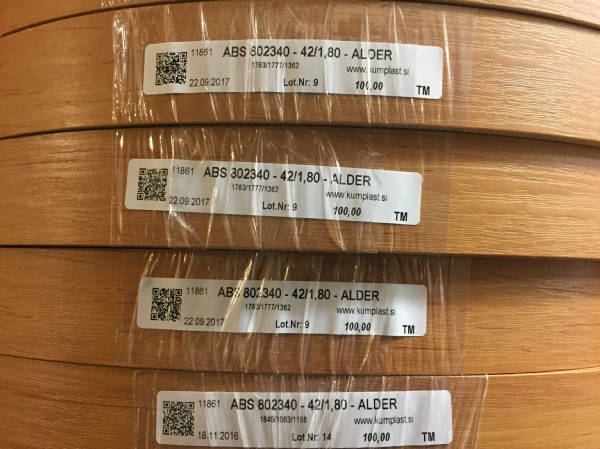 11861 ABS 802340 - 42/1,80 - ALDER
1763/1777/1362 www.kumplast.si
22.09.2017 Lot.Nr: 9 100,00 TM
11861 ABS 802340 - 42/1,80 - ALDER
1763/1777/1362 www.kumplast.si
22.09.2017 Lot.Nr: 9 100,00 TM
11861 ABS 802340 - 42/1,80 - ALDER
1763/1777/1362 www.kumplast.si
22.09.2017 Lot.Nr: 9 100,00 TM
11861 ABS 802340 - 42/1,80 - ALDER
1845/1083/1158 www.kumplast.si
18.11.2016 Lot.Nr: 14 100,00 TM